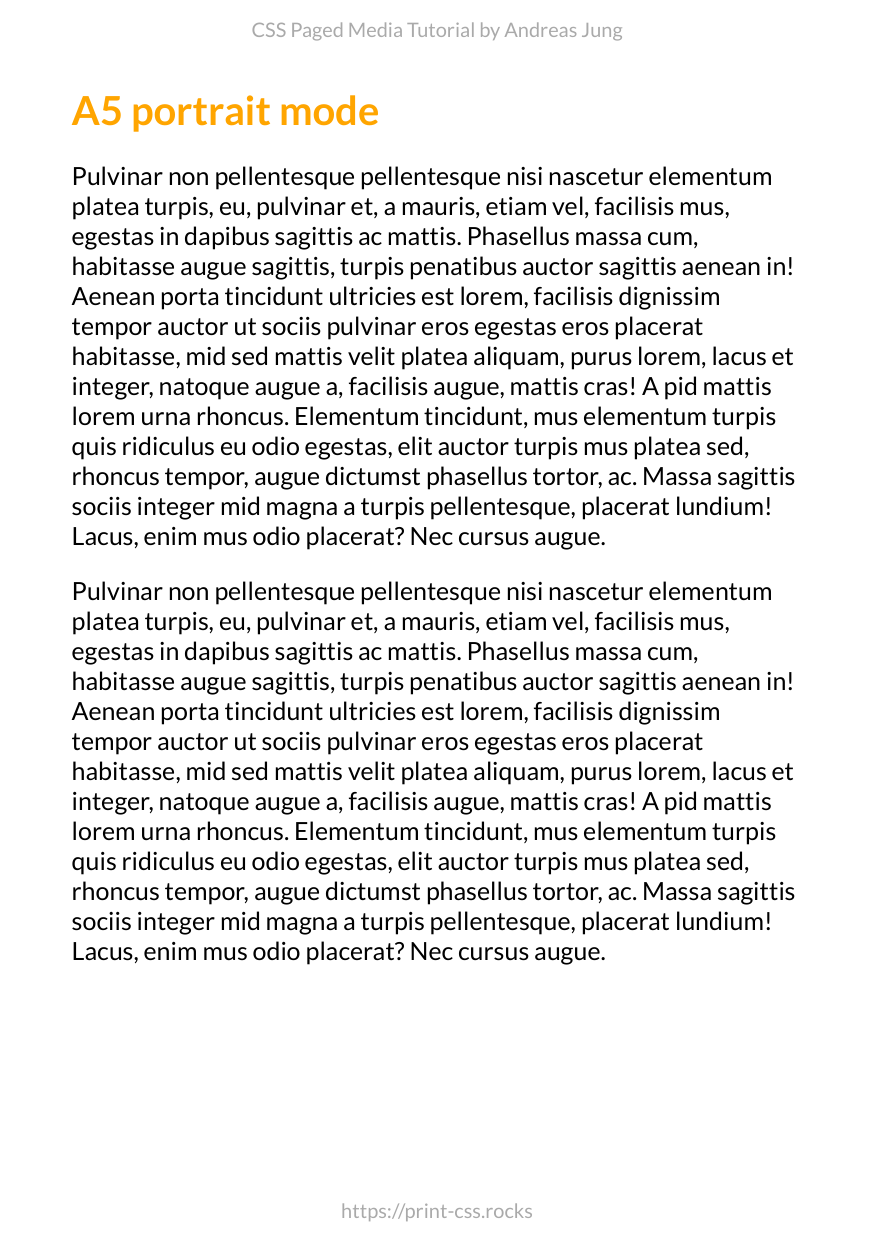 CSS Paged Media Tutorial by Andreas Jung
A5 portrait mode
Pulvinar non pellentesque pellentesque nisi nascetur elementum
platea turpis, eu, pulvinar et, a mauris, etiam vel, facilisis mus,
egestas in dapibus sagittis ac mattis. Phasellus massa cum,
habitasse augue sagittis, turpis penatibus auctor sagittis aenean in!
Aenean porta tincidunt ultricies est lorem, facilisis dignissim
tempor auctor ut sociis pulvinar eros egestas eros placerat
habitasse, mid sed mattis velit platea aliquam, purus lorem, lacus et
integer, natoque augue a, facilisis augue, mattis cras! A pid mattis
lorem urna rhoncus. Elementum tincidunt, mus elementum turpis
quis ridiculus eu odio egestas, elit auctor turpis mus platea sed,
rhoncus tempor, augue dictumst phasellus tortor, ac. Massa sagittis
sociis integer mid magna a turpis pellentesque, placerat lundium!
Lacus, enim mus odio placerat? Nec cursus augue.
Pulvinar non pellentesque pellentesque nisi nascetur elementum
platea turpis, eu, pulvinar et, a mauris, etiam vel, facilisis mus,
egestas in dapibus sagittis ac mattis. Phasellus massa cum,
habitasse augue sagittis, turpis penatibus auctor sagittis aenean in!
Aenean porta tincidunt ultricies est lorem, facilisis dignissim
tempor auctor ut sociis pulvinar eros egestas eros placerat
habitasse, mid sed mattis velit platea aliquam, purus lorem, lacus et
integer, natoque augue a, facilisis augue, mattis cras! A pid mattis
lorem urna rhoncus. Elementum tincidunt, mus elementum turpis
quis ridiculus eu odio egestas, elit auctor turpis mus platea sed,
rhoncus tempor, augue dictumst phasellus tortor, ac. Massa sagittis
sociis integer mid magna a turpis pellentesque, placerat lundium!
Lacus, enim mus odio placerat? Nec cursus augue.
https://print-css.rocks